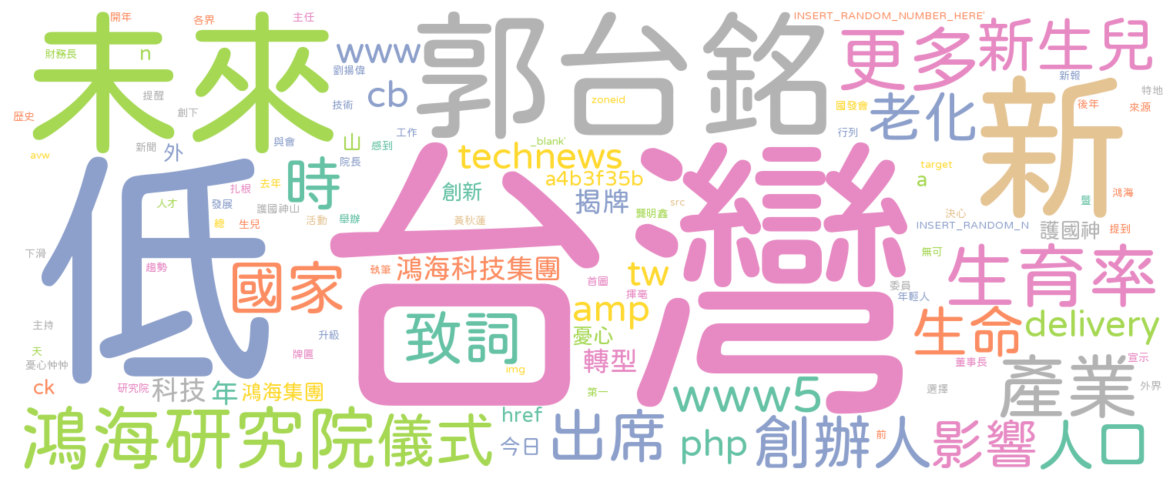 開年
各界
主任
INSERT_RANDOM_NUMBER_HERE'
未來
郭台銘
更多
新生兒
財務長
n
www
劉揚偉
技術
cb
新報
特地
提醒
創下
zoneid
國發會
老化
新
後年
來源
歷史
工作
行列
新聞
與會
_blank'
山
感到
avw
外
院長
technews
target
低
時
台灣
a4b3f35b
a
扎根
去年
創新
揭牌
src
鴻海
人才
發展
護國神山
龔明鑫
決心
暨
總
生兒
活動
舉辦
黃秋蓮
INSERT_RANDOM_N
護國神
提到
下滑
無可
趨勢
國家
執筆
鴻海科技集團
首圖
tw
生育率
揮毫
委員
年輕人
amp
主持
升級
致詞
憂心
生命
delivery
天
憂心忡忡
牌匾
轉型
董事長
宣示
img
ck
研究院
科技
年
鴻海集團
第一
www5
選擇
產業
外界
鴻海研究院
儀式
href
今日
出席
php
創辦人
前
影響
人口